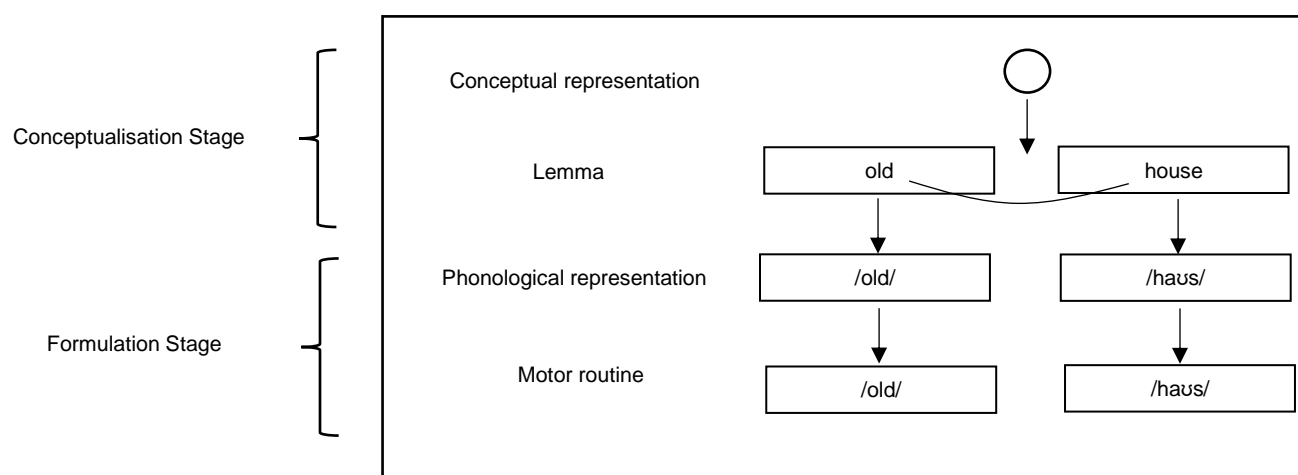 Conceptual representation
Conceptualisation Stage
Lemma
old
house
Phonological representation
/old/
/haʊs/
Formulation Stage
Motor routine
/old/
/haʊs/